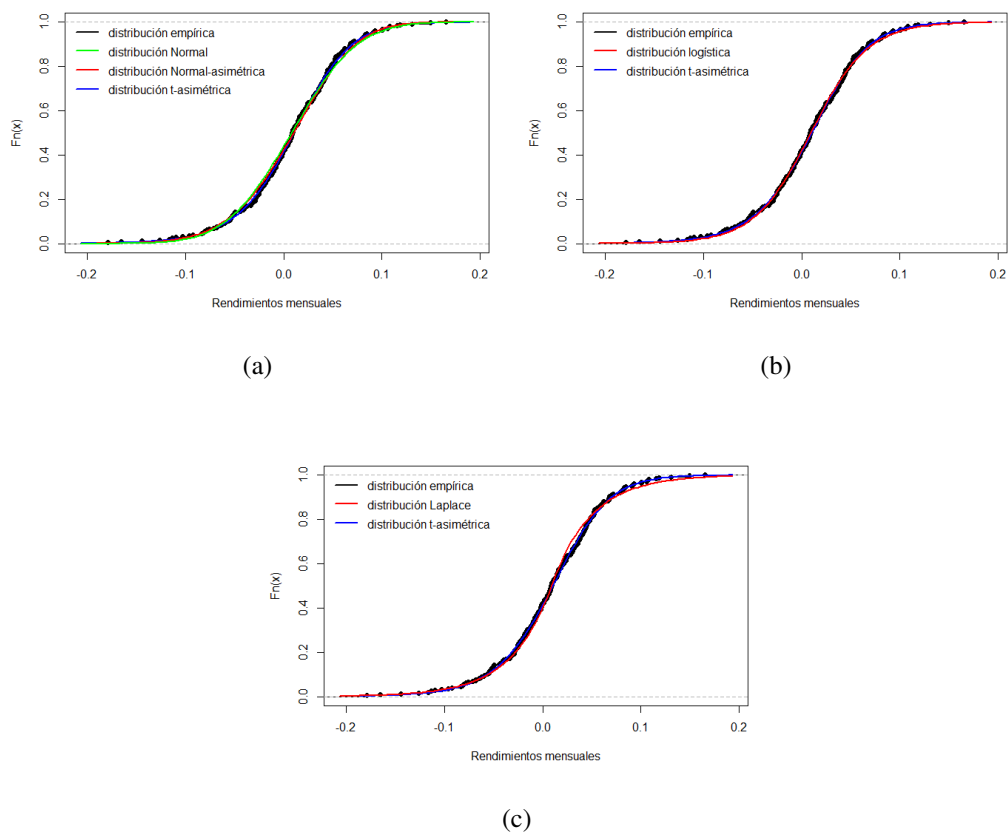 distribución empírica
distribución Normal
distribución Normal-asimétrica
distribución t-asimétrica
Fn(x)
0.0 0.2 0.4 0.6 0.8 1.0
-0.2 -0.1 0.0 0.1 0.2
Rendimientos mensuales
(a)
distribución empírica
distribución logística
distribución t-asimétrica
Fn(x)
0.0 0.2 0.4 0.6 0.8 1.0
-0.2 -0.1 0.0 0.1 0.2
Rendimientos mensuales
(b)
distribución empírica
distribución Laplace
distribución t-asimétrica
Fn(x)
0.0 0.2 0.4 0.6 0.8 1.0
-0.2 -0.1 0.0 0.1 0.2
Rendimientos mensuales
(c)